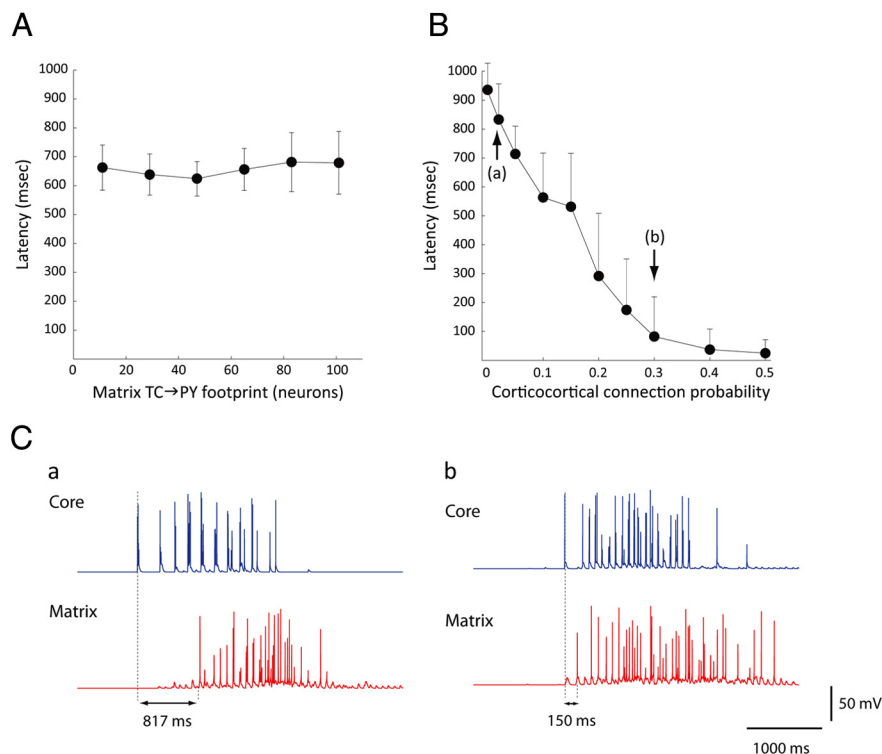 A
1000
900
800
700
600
500
400
300
200
100
Latency (msec)
0 20 40 60 80 100
Matrix TC→PY footprint (neurons)
B
1000
900
800
700
600
500
400
300
200
100
Latency (msec)
(a)
(b)
0 0.1 0.2 0.3 0.4 0.5
Corticocortical connection probability
C
a
Core
Matrix
817 ms
b
Core
Matrix
150 ms
50 mV
1000 ms